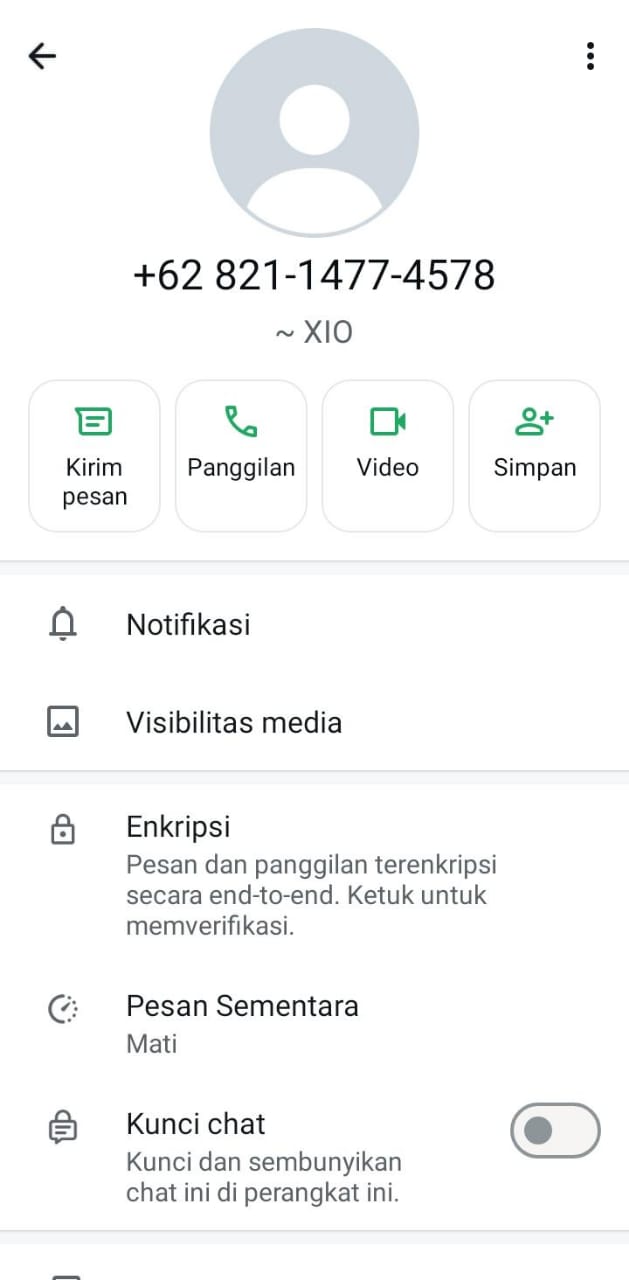 +62 821-1477-4578
~ XIO
Kirim
pesan
Panggilan
Video
Simpan
Notifikasi
Visibilitas media
Enkripsi
Pesan dan panggilan terenkripsi
secara end-to-end. Ketuk untuk
memverifikasi.
Pesan Sementara
Mati
Kunci chat
Kunci dan sembunyikan
chat ini di perangkat ini.